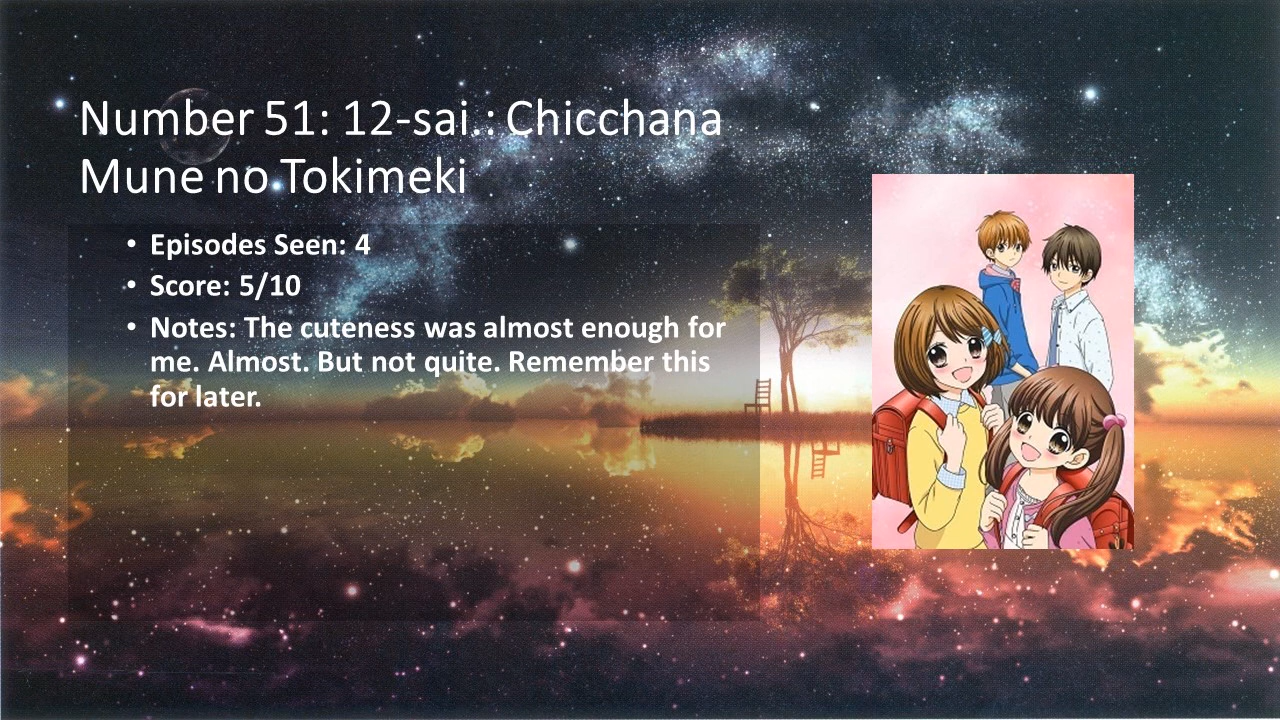 Number 51: 12-sai.: Chicchana
Mune no Tokimeki
• Episodes Seen: 4
• Score: 5/10
• Notes: The cuteness was almost enough for
me. Almost. But not quite. Remember this
for later.